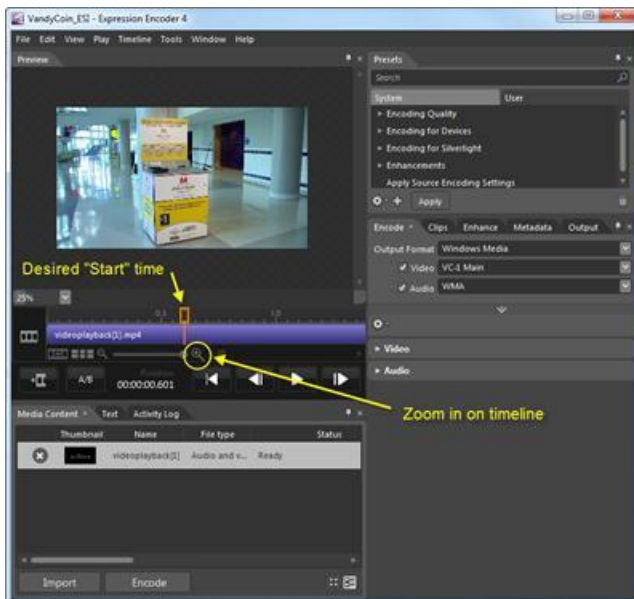 VandyCoin_ESI - Expression Encoder 4
File Edit View Play Timeline Tools Window Help
Preview
Desired "Start" time
25%
0.5 1.0
videoplayback[1].mp4
A/B
00:00:00.601
Zoom in on timeline
Media Content × Text Activity Log
Thumbnail Name File type Status
videoplayback[1] Audio and v... Ready
Import Encode
Presets
Search
System User
Encoding Quality
Encoding for Devices
Encoding for Silverlight
Enhancements
Apply Source Encoding Settings
Apply
Encode × Clips Enhance Metadata Output
Output Format Windows Media
Video VC-1 Main
Audio WMA
Video
Audio